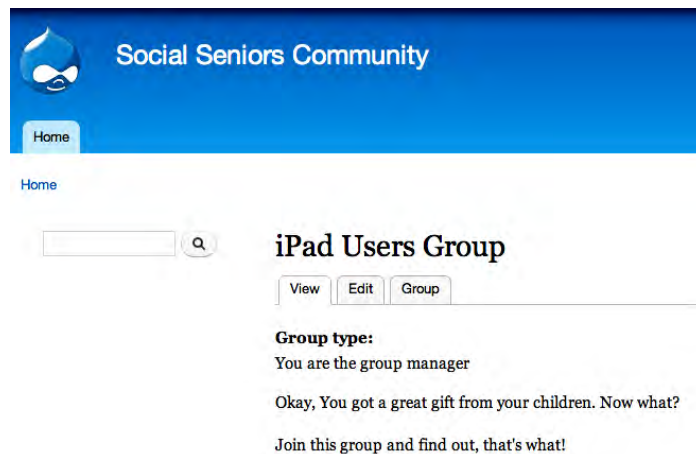 Social Seniors Community
Home
Home
iPad Users Group
View Edit Group
Group type:
You are the group manager
Okay, You got a great gift from your children. Now what?
Join this group and find out, that's what!